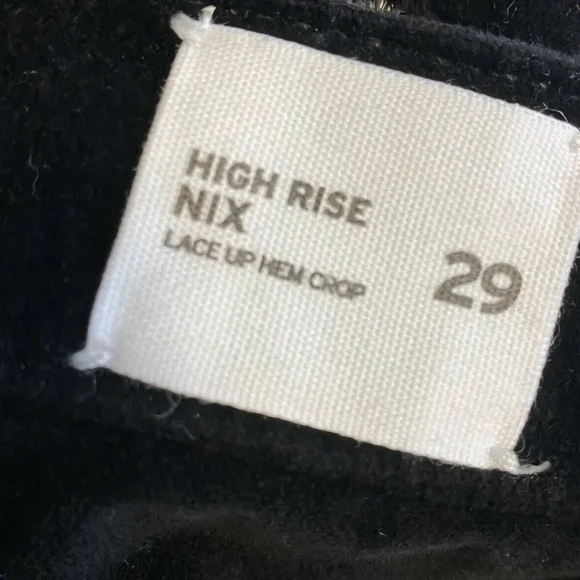 HIGH RISE
NIX
LACE UP HEM CROP
29